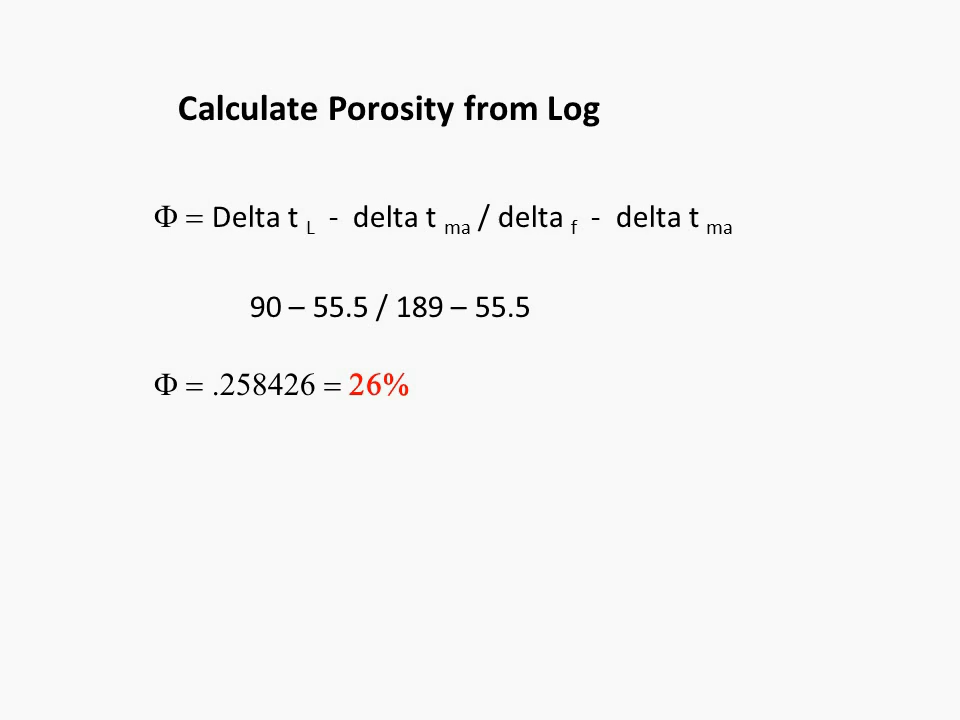 Calculate Porosity from Log
Φ = Delta t L - delta t ma / delta f - delta t ma
90 – 55.5 / 189 – 55.5
Φ = .258426 = 26%